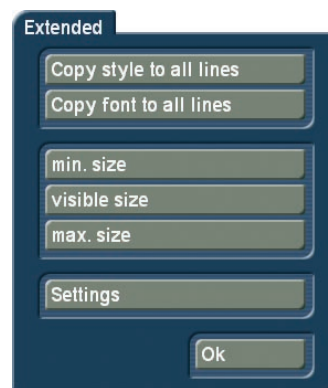 Extended
Copy style to all lines
Copy font to all lines
min. size
visible size
max. size
Settings
Ok